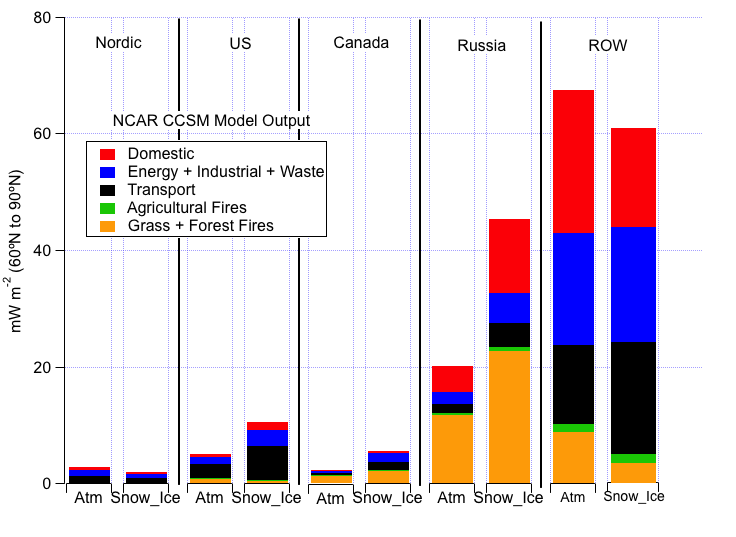 80
Nordic
US
Canada
Russia
ROW
NCAR CCSM Model Output
60
Domestic
Energy + Industrial + Waste
Transport
Agricultural Fires
Grass + Forest Fires
mW m⁻² (60ºN to 90ºN)
40
20
0
Atm
Snow_Ice
Atm
Snow_Ice
Atm
Snow_Ice
Atm
Snow_Ice
Atm
Snow_Ice